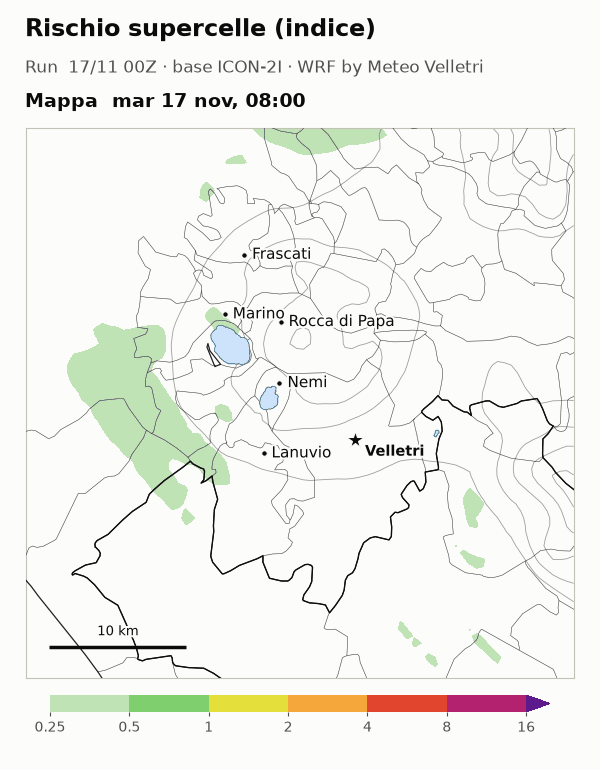 Rischio supercelle (indice)
Run  17/11 00Z · base ICON-2I · WRF by Meteo Velletri
Mappa  mar 17 nov, 08:00
Frascati
Marino
Rocca di Papa
Nemi
Velletri
Lanuvio
10 km
0.25 0.5 1 2 4 8 16